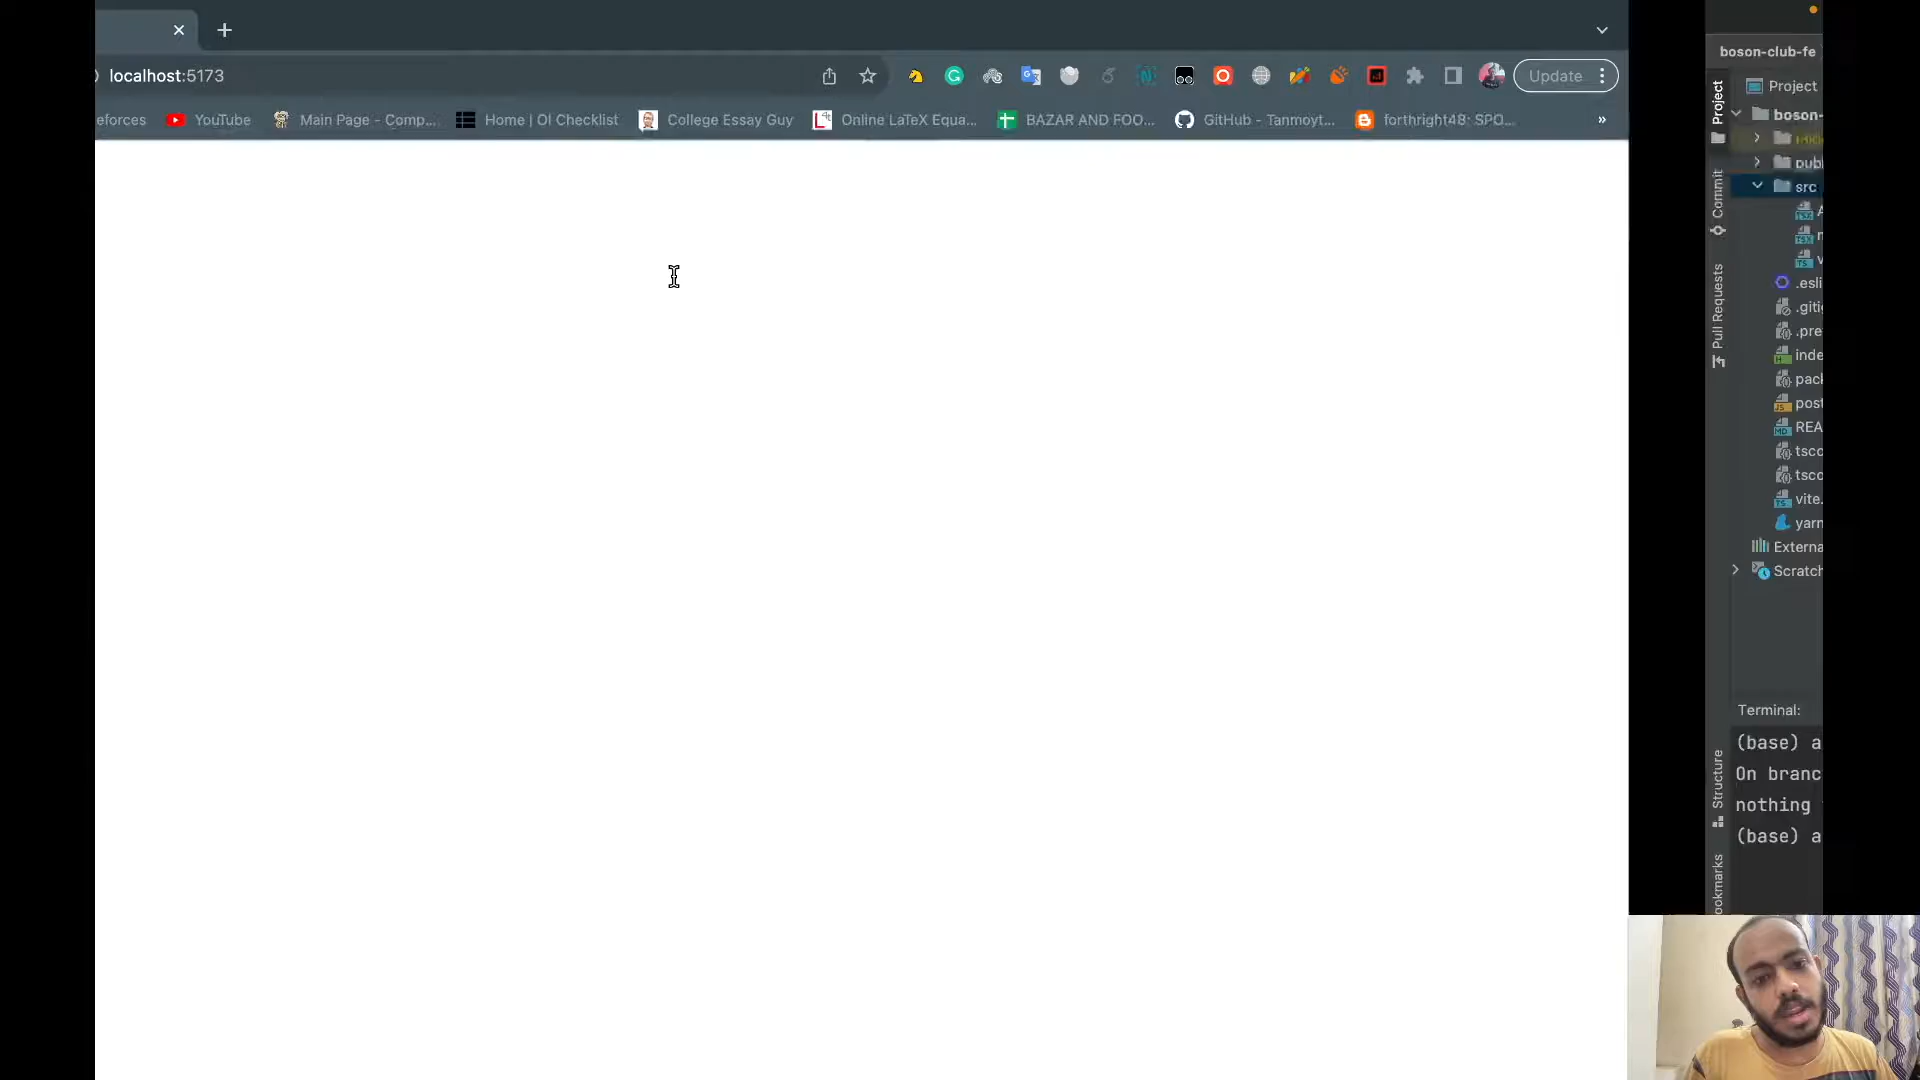 localhost:5173
Update
eforces
YouTube
Main Page - Comp...
Home | OI Checklist
College Essay Guy
Online LaTeX Equa...
BAZAR AND FOO...
GitHub - Tanmoyt...
forthright48: SPO...
»
boson-club-fe
Project
Project
boson-
publ
src
Commit
Pull Requests
.esli
.gitig
.pre
inde
pack
post
REA
tsco
tsco
vite.
yarn
Externa
Scratch
Terminal:
(base) a
On branc
nothing
(base) a
Structure
ookmarks